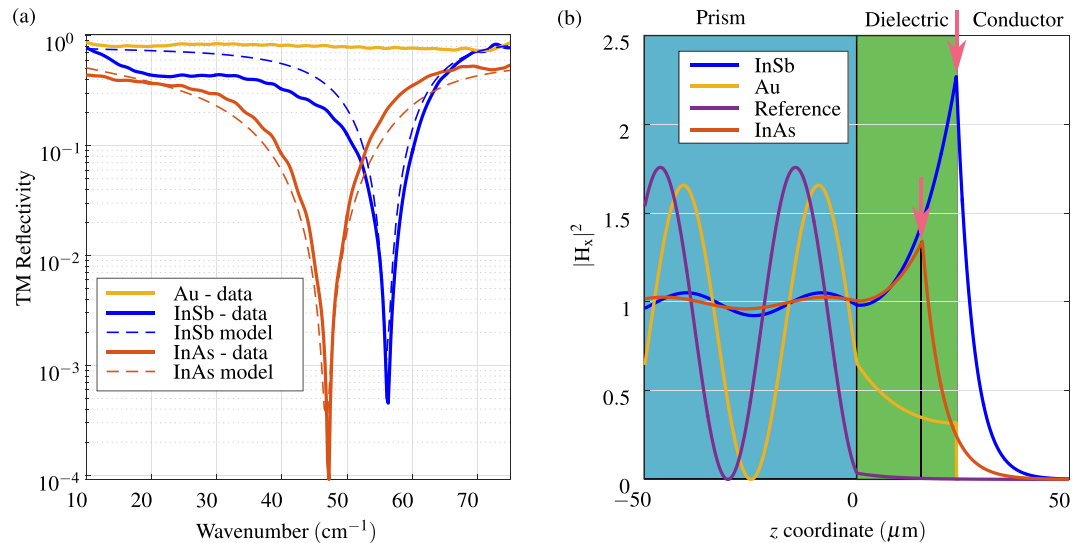 (a)
10⁰
10⁻¹
10⁻²
10⁻³
10⁻⁴
TM Reflectivity
Au - data
InSb - data
InSb model
InAs - data
InAs model
10 20 30 40 50 60 70
Wavenumber (cm⁻¹)
(b)
Prism Dielectric Conductor
2.5
2
1.5
1
0.5
0
|Hₓ|²
InSb
Au
Reference
InAs
−50 0 50
z coordinate (μm)